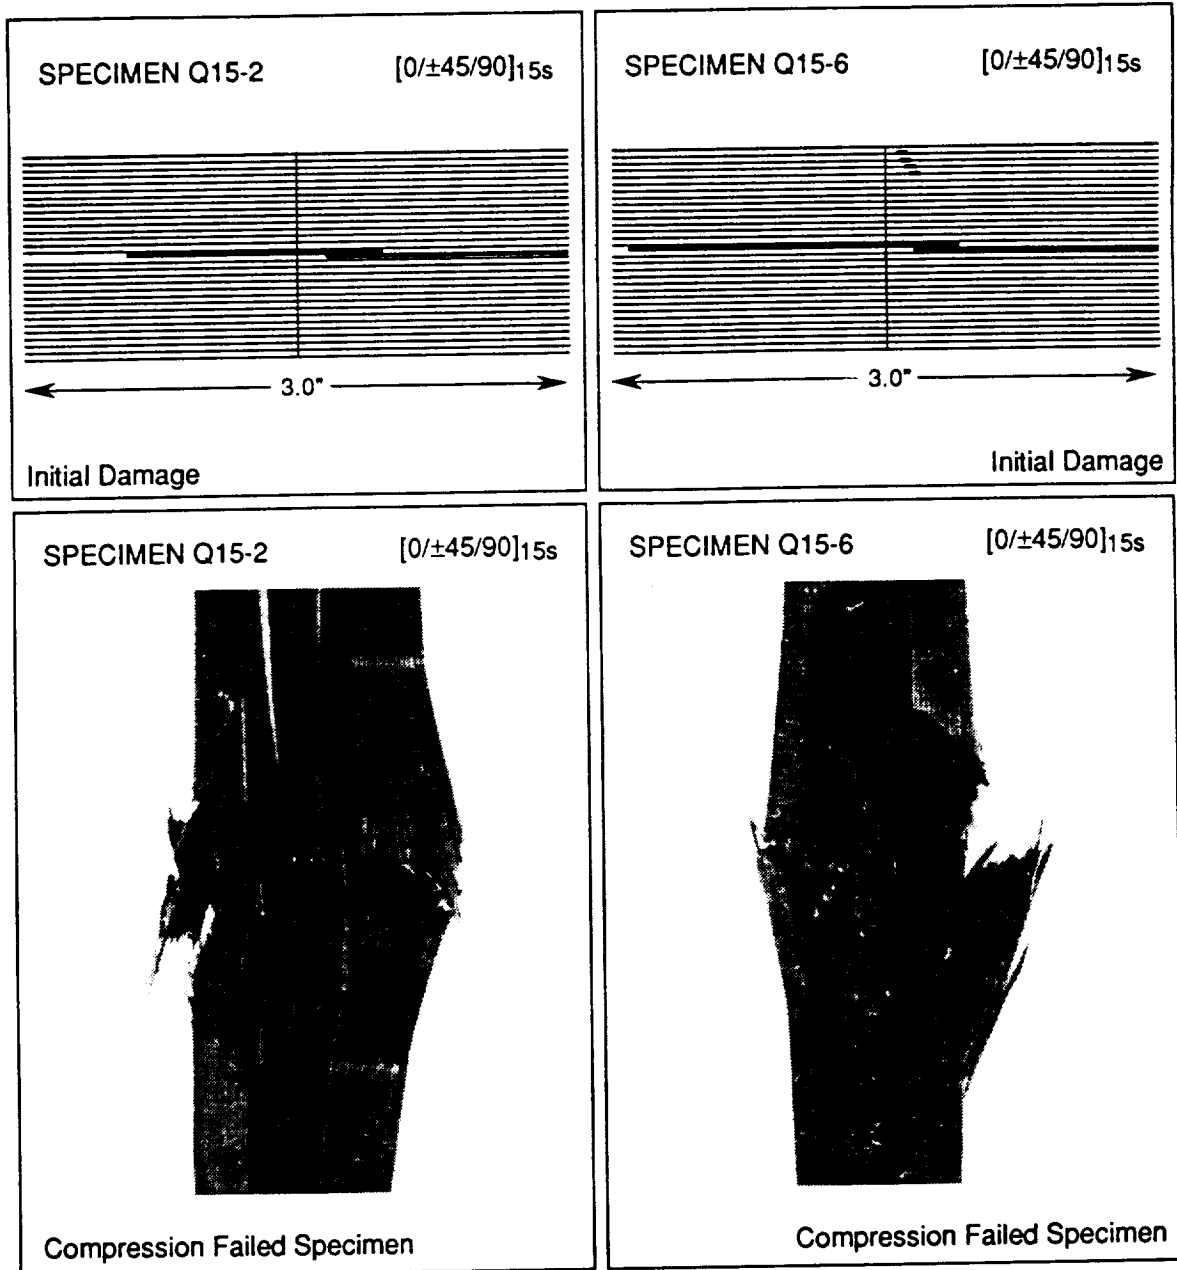 SPECIMEN Q15-2 [0/±45/90]15s
3.0"
Initial Damage
SPECIMEN Q15-6 [0/±45/90]15s
3.0"
Initial Damage
SPECIMEN Q15-2 [0/±45/90]15s
Compression Failed Specimen
SPECIMEN Q15-6 [0/±45/90]15s
Compression Failed Specimen